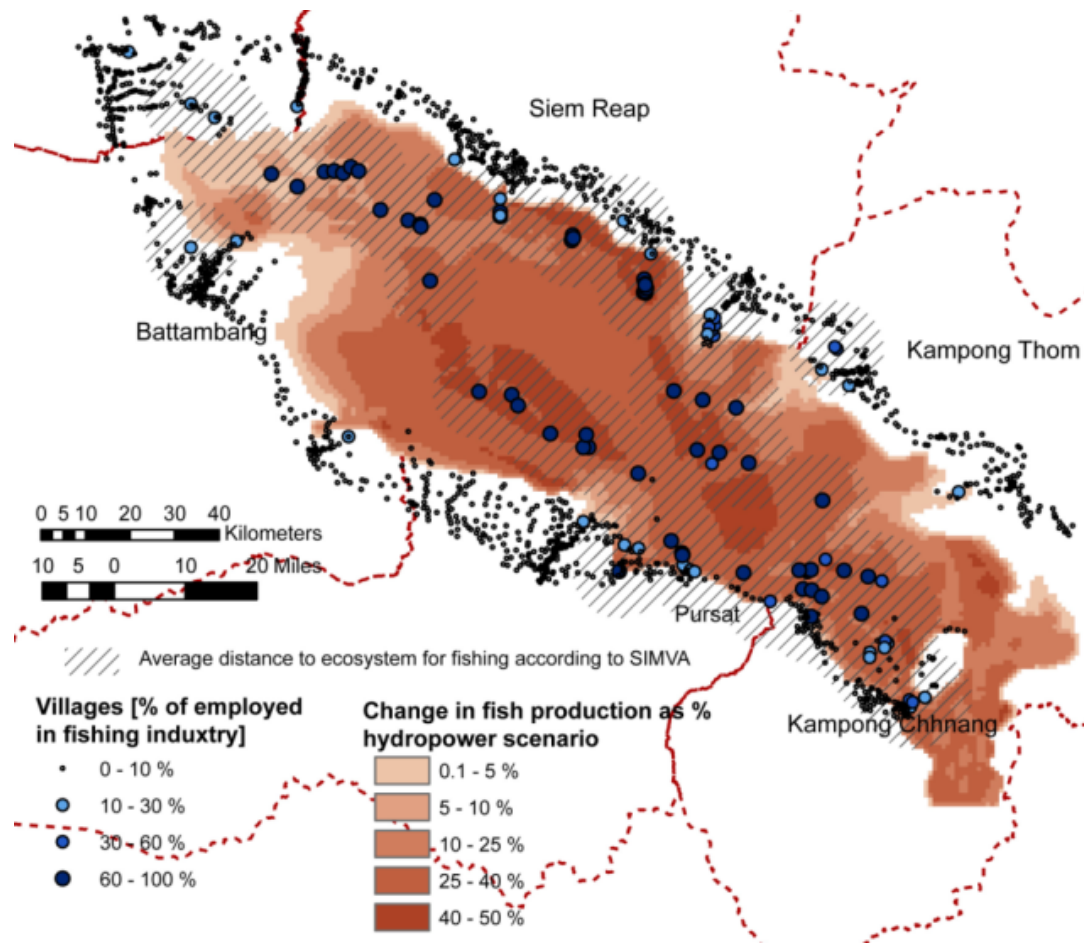 Siem Reap
Battambang
Kampong Thom
0 5 10 20 30 40
Kilometers
10 5 0 10 20 Miles
Pursat
Average distance to ecosystem for fishing according to SIMVA
Kampong Chhnang
Villages [% of employed
in fishing induxtry]
0 - 10 %
10 - 30 %
30 - 60 %
60 - 100 %
Change in fish production as %
hydropower scenario
0.1 - 5 %
5 - 10 %
10 - 25 %
25 - 40 %
40 - 50 %